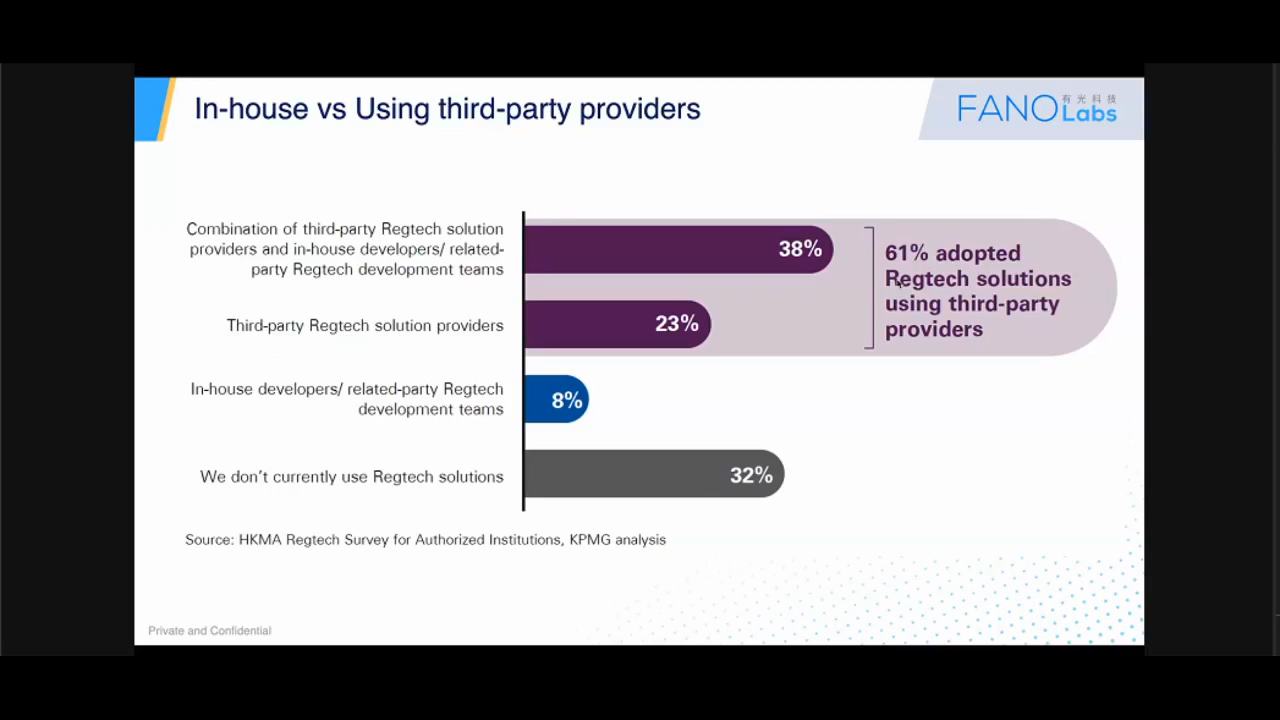 In-house vs Using third-party providers
FANO 有光科技 Labs
Combination of third-party Regtech solution
providers and in-house developers/ related-
party Regtech development teams
38%
Third-party Regtech solution providers
23%
61% adopted
Regtech solutions
using third-party
providers
In-house developers/ related-party Regtech
development teams
8%
We don't currently use Regtech solutions
32%
Source: HKMA Regtech Survey for Authorized Institutions, KPMG analysis
Private and Confidential